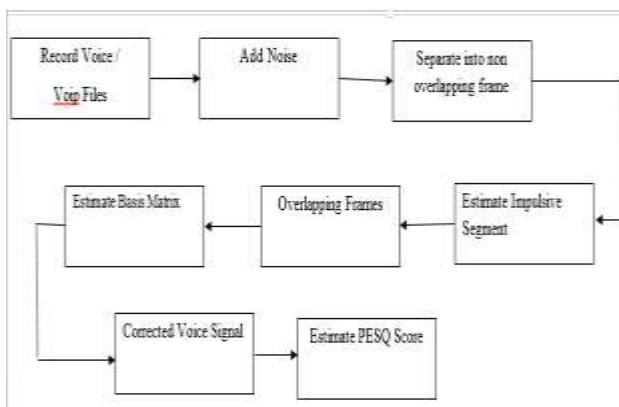 Record Voice /
Voip Files
Add Noise
Separate into non
overlapping frame
Estimate Impulsive
Segment
Overlapping Frames
Estimate Basis Matrix
Corrected Voice Signal
Estimate PESQ Score